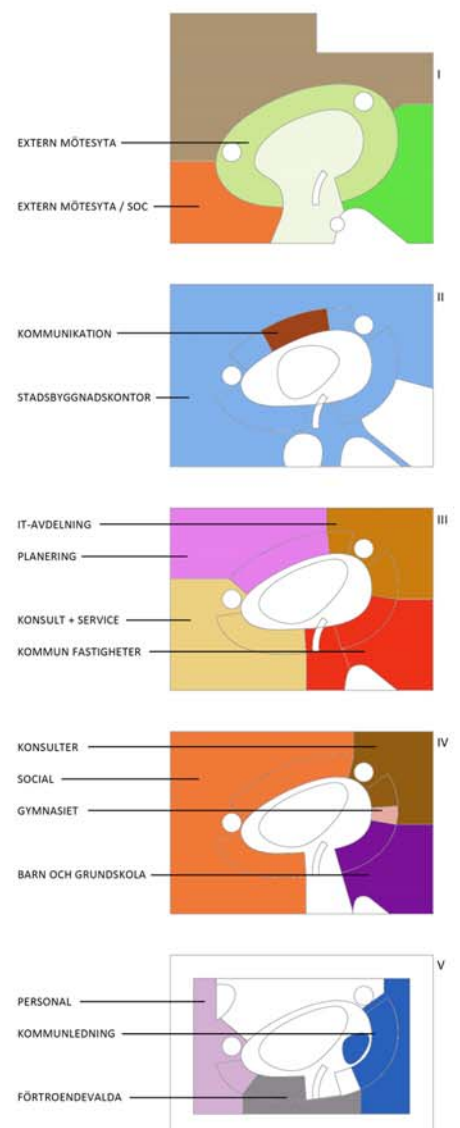 I
EXTERN MÖTESYTA
EXTERN MÖTESYTA / SOC
II
KOMMUNIKATION
STADSBYGGNADSKONTOR
IT-AVDELNING
III
PLANERING
KONSULT + SERVICE
KOMMUN FASTIGHETER
KONSULTER
IV
SOCIAL
GYMNASIET
BARN OCH GRUNDSKOLA
V
PERSONAL
KOMMUNLEDNING
FÖRTROENDEVALDA